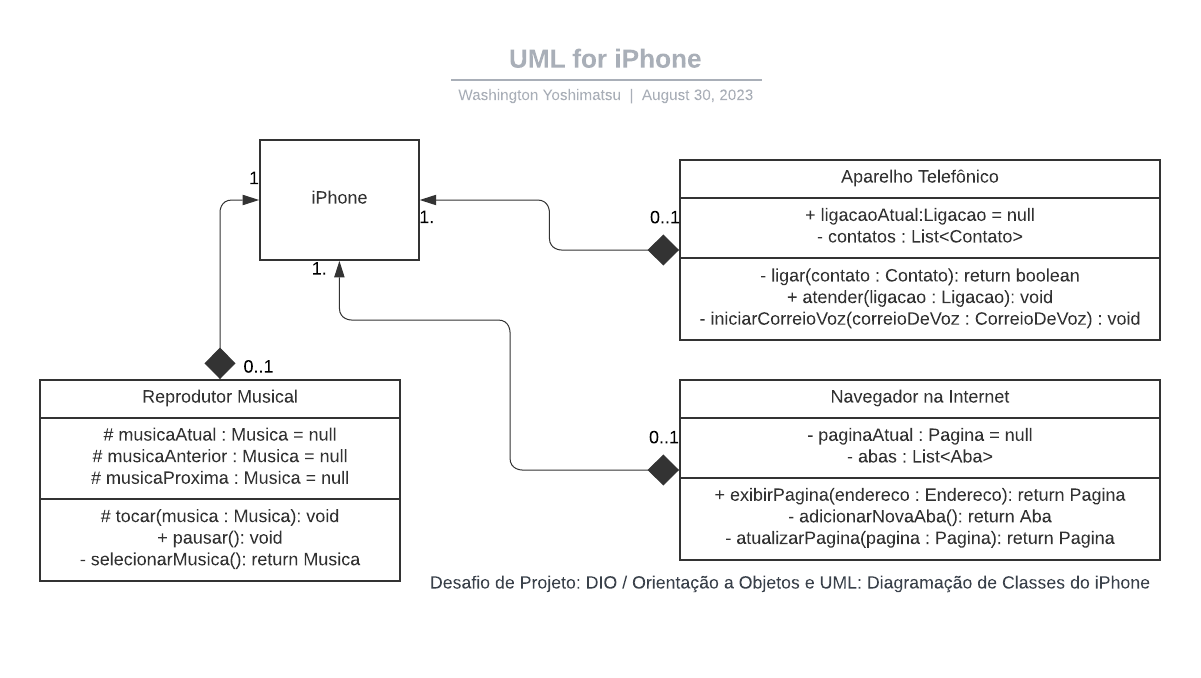 UML for iPhone
Washington Yoshimatsu | August 30, 2023
iPhone
1
1.
1.
Aparelho Telefônico
+ ligacaoAtual:Ligacao = null
- contatos : List<Contato>
- ligar(contato : Contato): return boolean
+ atender(ligacao : Ligacao): void
- iniciarCorreioVoz(correioDeVoz : CorreioDeVoz) : void
0..1
Reprodutor Musical
# musicaAtual : Musica = null
# musicaAnterior : Musica = null
# musicaProxima : Musica = null
# tocar(musica : Musica): void
+ pausar(): void
- selecionarMusica(): return Musica
0..1
Navegador na Internet
- paginaAtual : Pagina = null
- abas : List<Aba>
+ exibirPagina(endereco : Endereco): return Pagina
- adicionarNovaAba(): return Aba
- atualizarPagina(pagina : Pagina): return Pagina
0..1
Desafio de Projeto: DIO / Orientação a Objetos e UML: Diagramação de Classes do iPhone